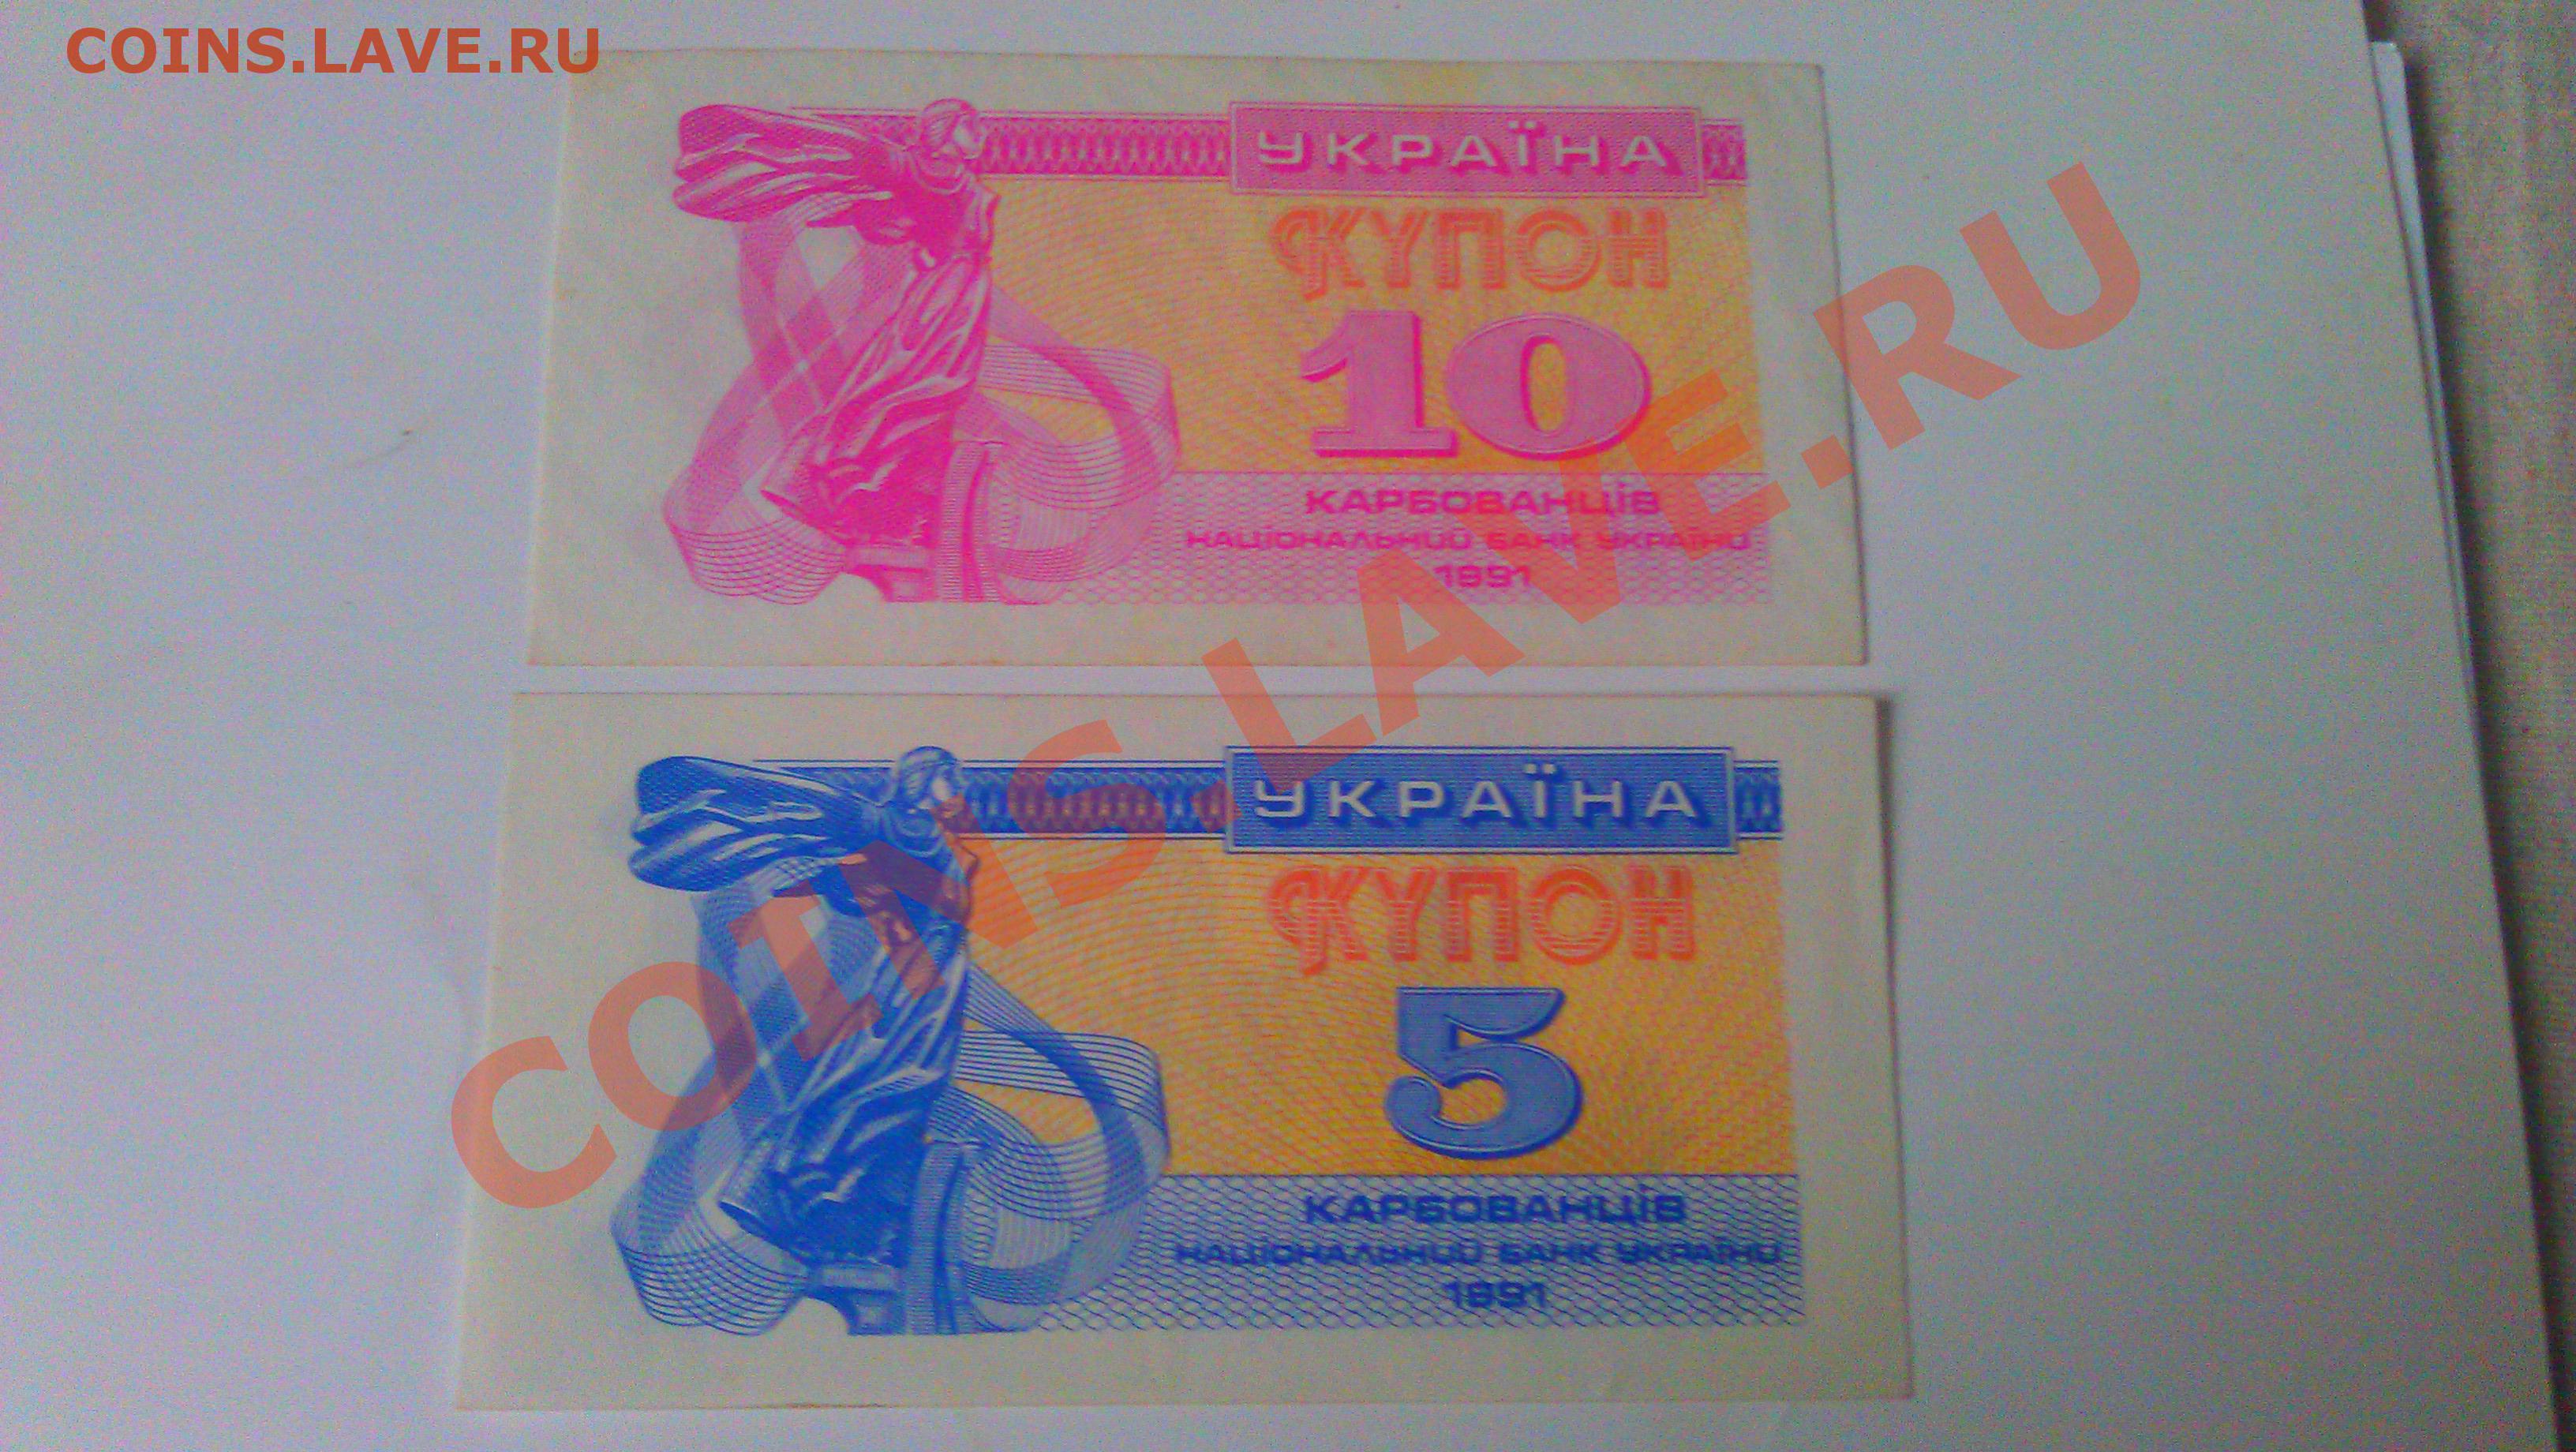 COINS.LAVE.RU
УКРАЇНА
КУПОН
10
КАРБОВАНЦІВ
НАЦІОНАЛЬНИЙ БАНК УКРАЇНИ
1991
COINS.LAVE.RU
УКРАЇНА
КУПОН
5
КАРБОВАНЦІВ
НАЦІОНАЛЬНИЙ БАНК УКРАЇНИ
1991